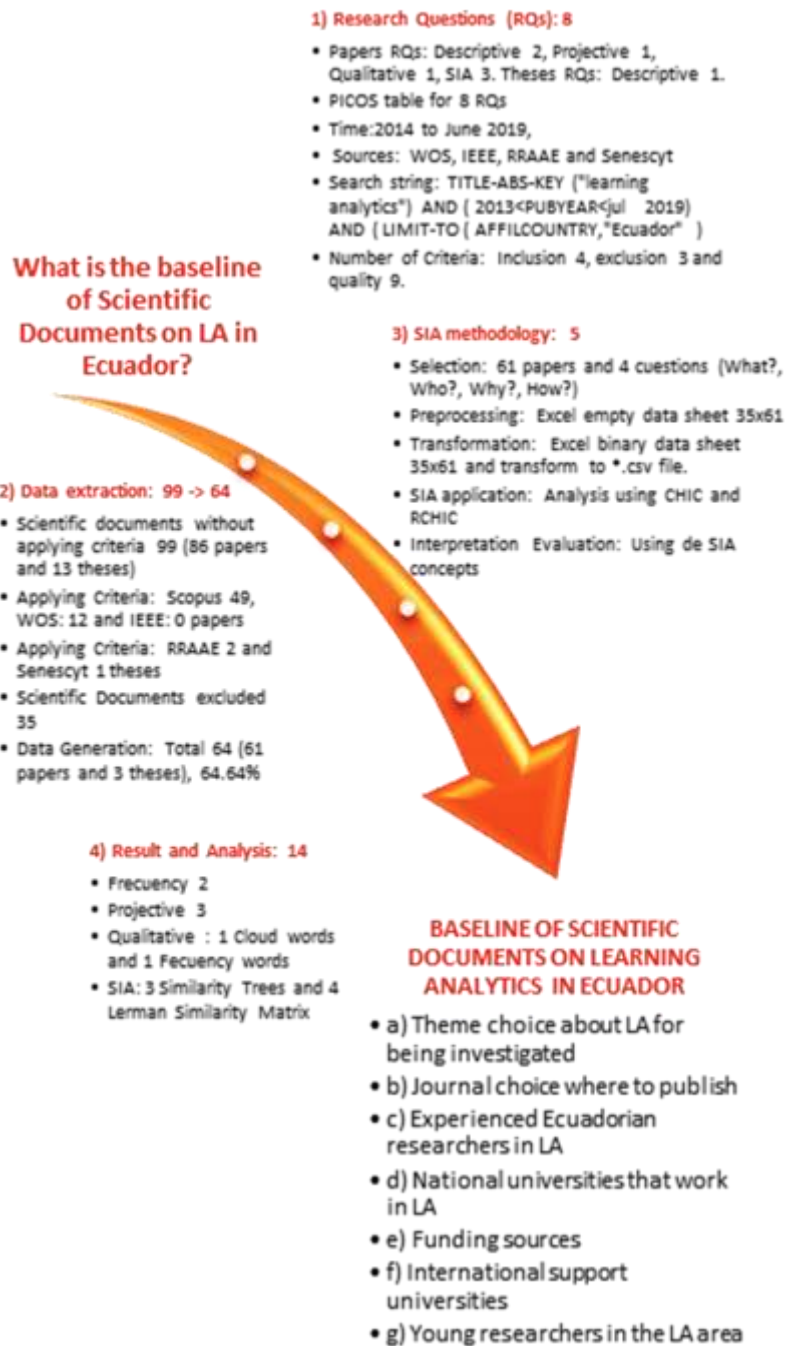 1) Research Questions (RQs): 8
• Papers RQs: Descriptive 2, Projective 1,
Qualitative 1, SIA 3. Theses RQs: Descriptive 1.
• PICOS table for 8 RQs
• Time:2014 to June 2019,
• Sources: WOS, IEEE, RRAAE and Senescyt
• Search string: TITLE-ABS-KEY ("learning
analytics") AND ( 2013<PUBYEAR<jul 2019)
AND ( LIMIT-TO ( AFFILCOUNTRY,"Ecuador" )
• Number of Criteria: Inclusion 4, exclusion 3 and
quality 9.
What is the baseline
of Scientific
Documents on LA in
Ecuador?
3) SIA methodology: 5
• Selection: 61 papers and 4 cuestions (What?,
Who?, Why?, How?)
• Preprocessing: Excel empty data sheet 35x61
• Transformation: Excel binary data sheet
35x61 and transform to *.csv file.
• SIA application: Analysis using CHIC and
RCHIC
• Interpretation Evaluation: Using de SIA
concepts
2) Data extraction: 99 -> 64
• Scientific documents without
applying criteria 99 (86 papers
and 13 theses)
• Applying Criteria: Scopus 49,
WOS: 12 and IEEE: 0 papers
• Applying Criteria: RRAAE 2 and
Senescyt 1 theses
• Scientific Documents excluded
35
• Data Generation: Total 64 (61
papers and 3 theses), 64.64%
4) Result and Analysis: 14
• Frecuency 2
• Projective 3
• Qualitative : 1 Cloud words
and 1 Fecuency words
• SIA: 3 Similarity Trees and 4
Lerman Similarity Matrix
BASELINE OF SCIENTIFIC
DOCUMENTS ON LEARNING
ANALYTICS IN ECUADOR
• a) Theme choice about LA for
being investigated
• b) Journal choice where to publish
• c) Experienced Ecuadorian
researchers in LA
• d) National universities that work
in LA
• e) Funding sources
• f) International support
universities
• g) Young researchers in the LA area